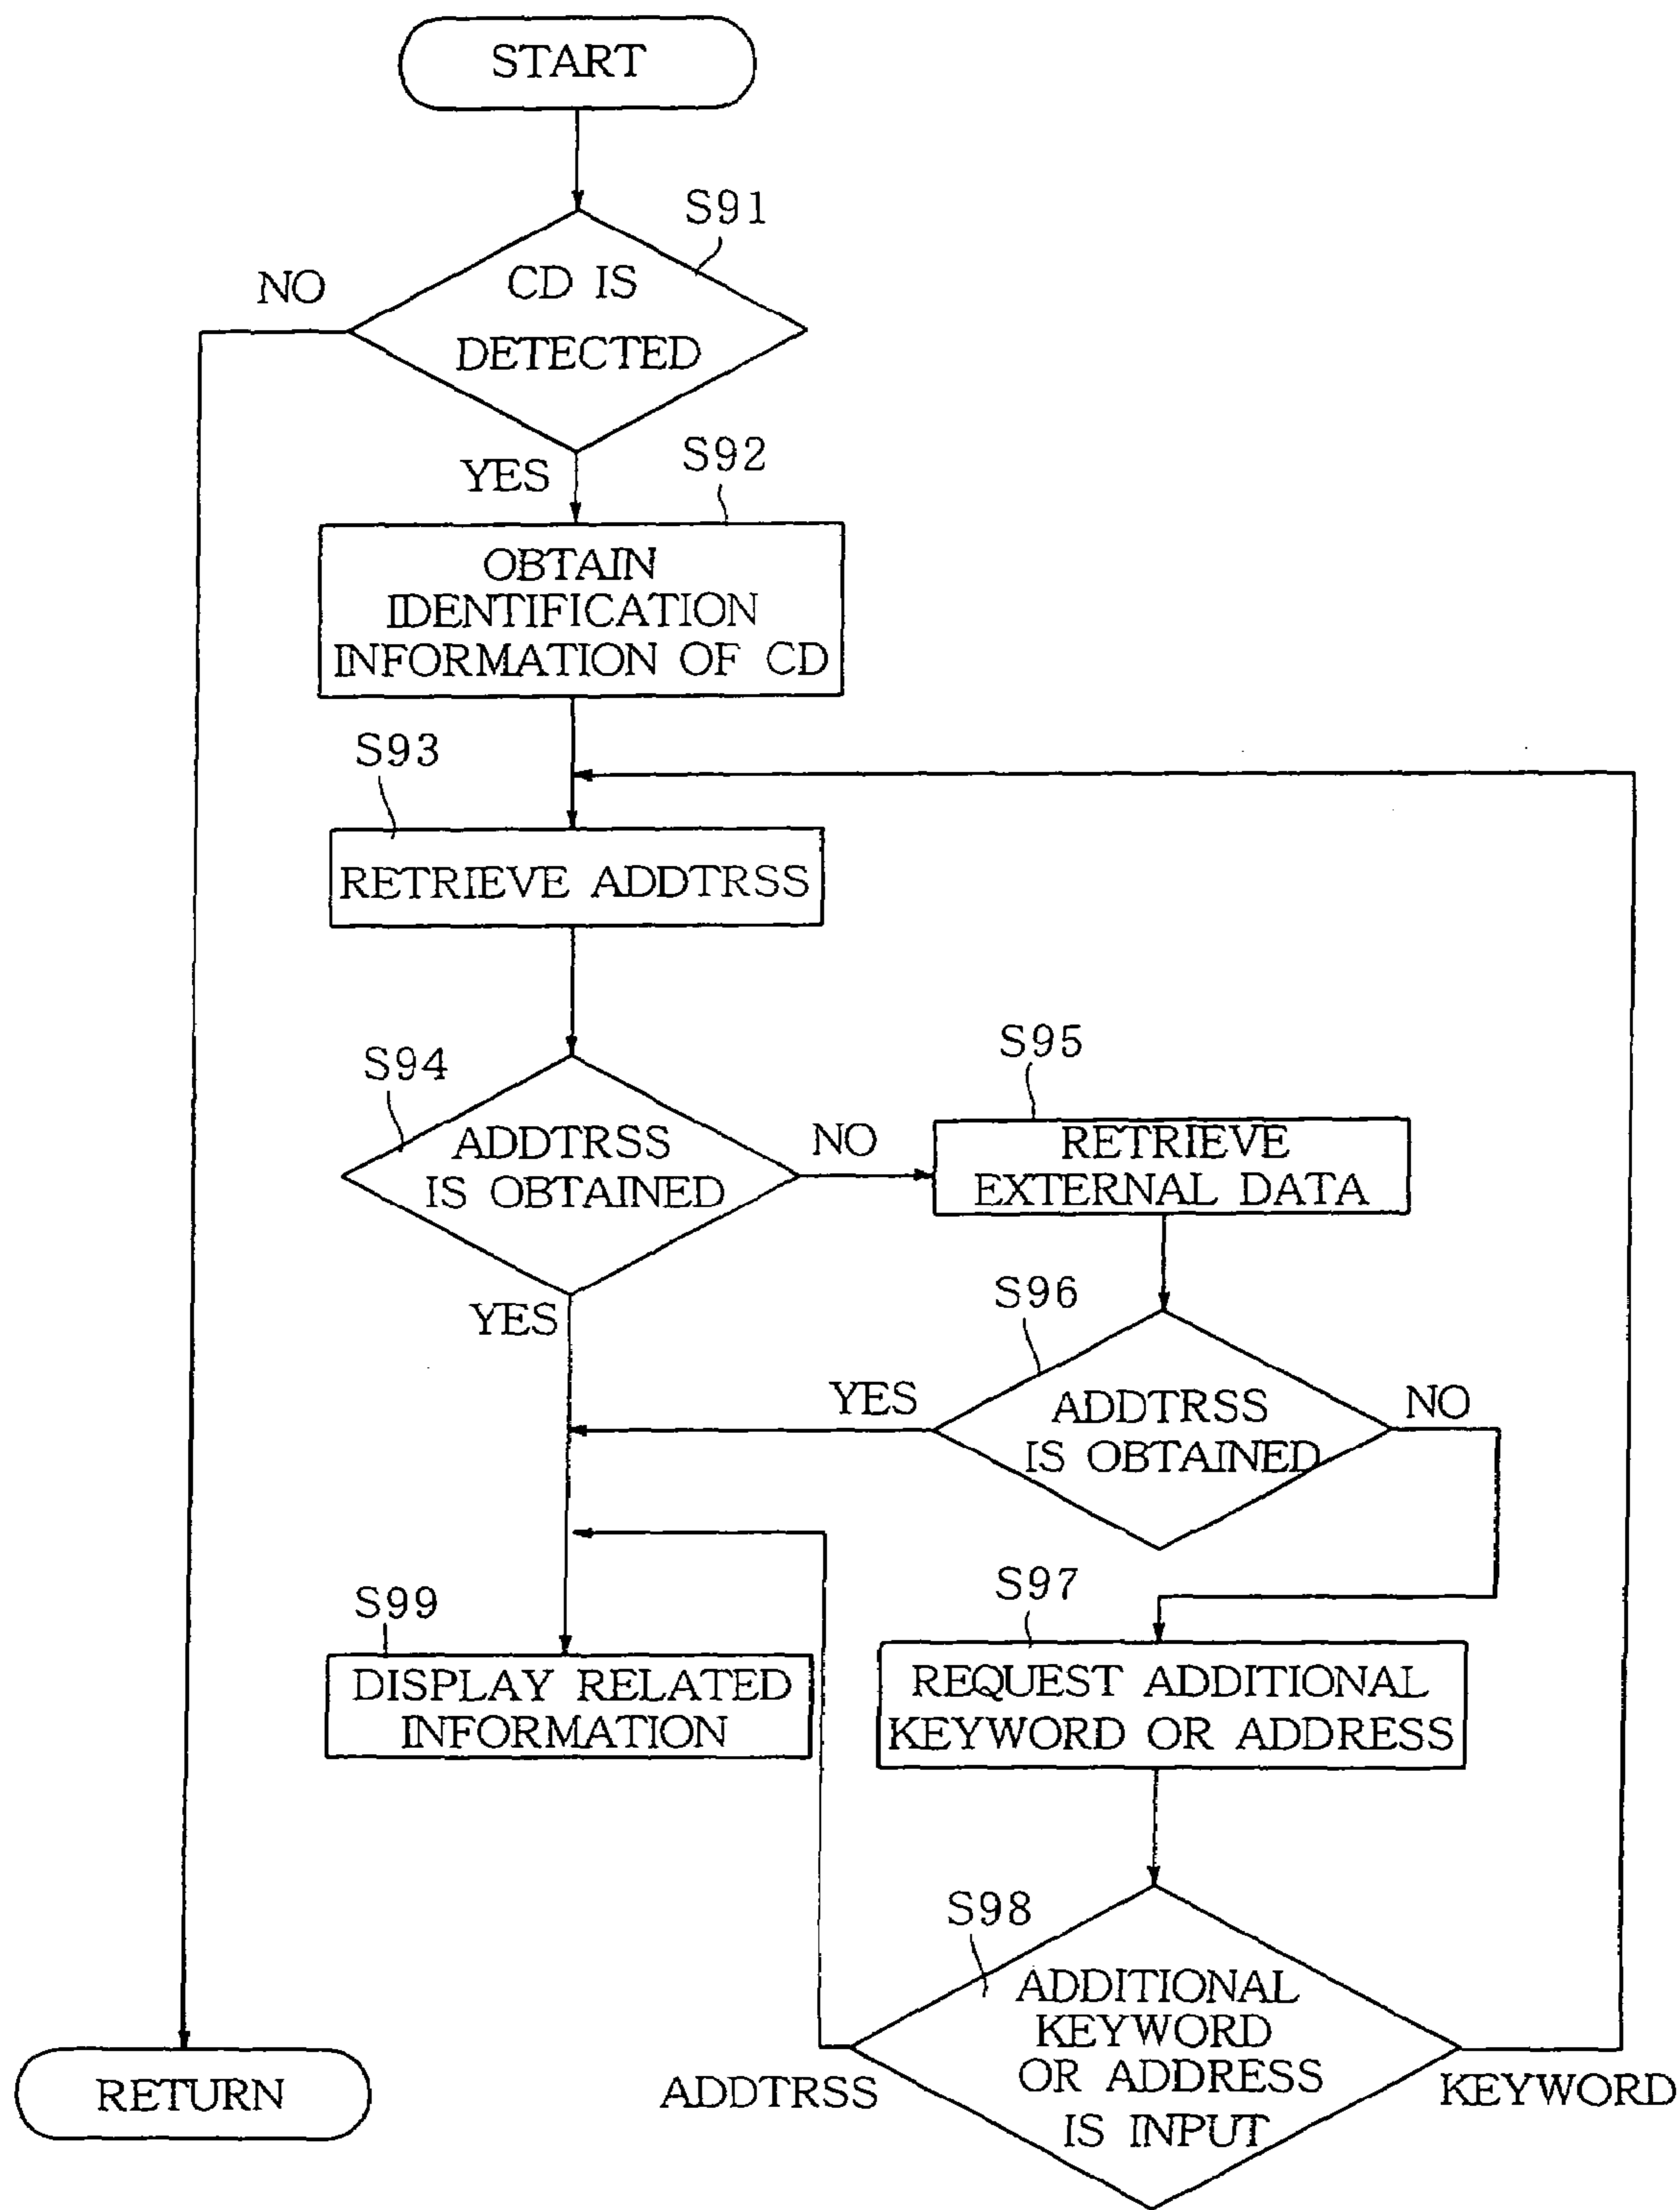 START
S91
NO
CD IS
DETECTED
YES
S92
OBTAIN
IDENTIFICATION
INFORMATION OF CD
S93
RETRIEVE ADDTRSS
S94
ADDTRSS
IS OBTAINED
NO
S95
RETRIEVE
EXTERNAL DATA
YES
S96
YES
ADDTRSS
IS OBTAINED
NO
S97
REQUEST ADDITIONAL
KEYWORD OR ADDRESS
S99
DISPLAY RELATED
INFORMATION
S98
ADDITIONAL
KEYWORD
OR ADDRESS
IS INPUT
ADDTRSS
KEYWORD
RETURN